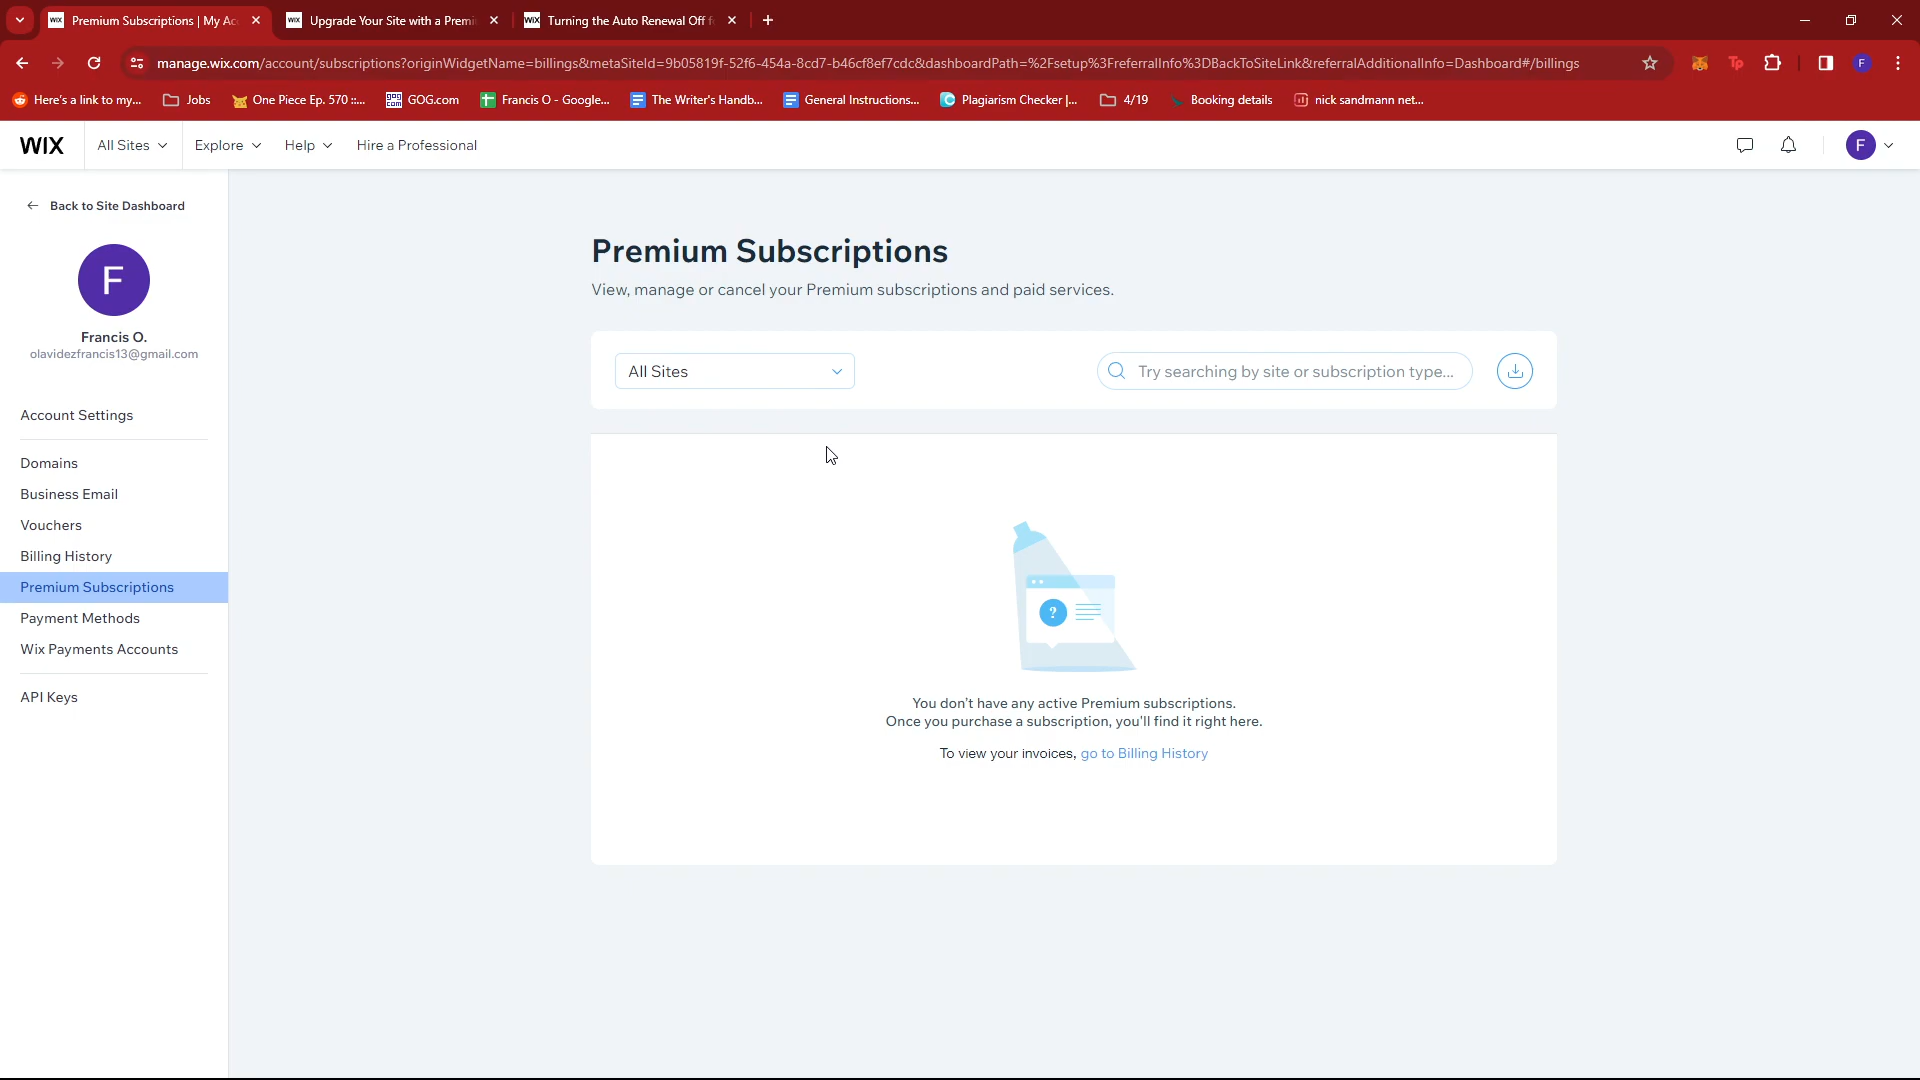 WIX Premium Subscriptions | My Ac
WIX Upgrade Your Site with a Premi
WIX Turning the Auto Renewal Off f
manage.wix.com/account/subscriptions?originWidgetName=billings&metaSiteId=9b05819f-52f6-454a-8cd7-b46cf8ef7cdc&dashboardPath=%2Fsetup%3FreferralInfo%3DBackToSiteLink&referralAdditionalInfo=Dashboard#/billings
Tp
F
Here's a link to my...
Jobs
One Piece Ep. 570 ::...
GOG.com
Francis O - Google...
The Writer's Handb...
General Instructions...
Plagiarism Checker |...
4/19
Booking details
nick sandmann net...
WIX
All Sites
Explore
Help
Hire a Professional
F
Back to Site Dashboard
F
Francis O.
olavidezfrancis13@gmail.com
Account Settings
Domains
Business Email
Vouchers
Billing History
Premium Subscriptions
Payment Methods
Wix Payments Accounts
API Keys
Premium Subscriptions
View, manage or cancel your Premium subscriptions and paid services.
All Sites
Try searching by site or subscription type...
?
You don't have any active Premium subscriptions.
Once you purchase a subscription, you'll find it right here.
To view your invoices, go to Billing History